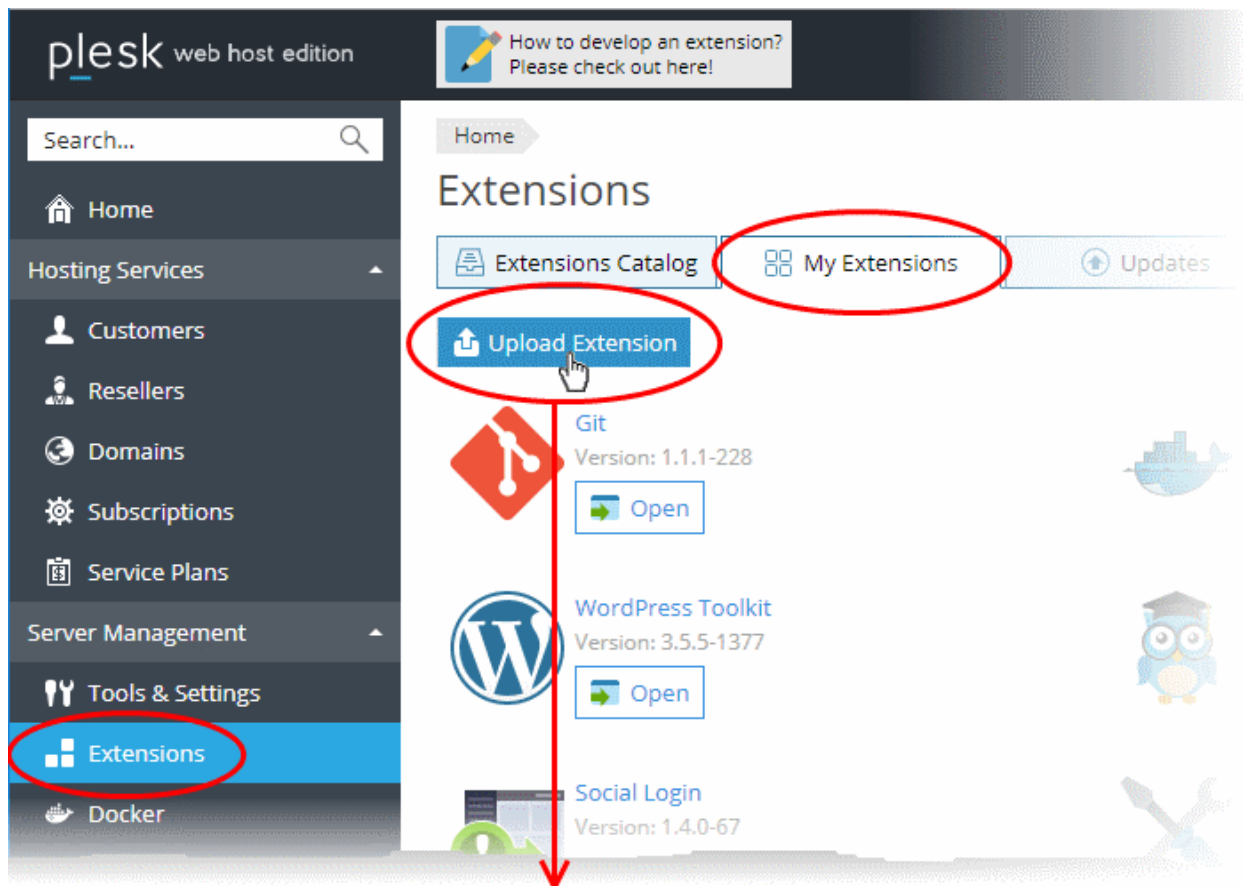 plesk web host edition
How to develop an extension?
Please check out here!
Search...
Home
Hosting Services
Customers
Resellers
Domains
Subscriptions
Service Plans
Server Management
Tools & Settings
Extensions
Docker
Home
Extensions
Extensions Catalog
My Extensions
Updates
Upload Extension
Git
Version: 1.1.1-228
Open
WordPress Toolkit
Version: 3.5.5-1377
Open
Social Login
Version: 1.4.0-67